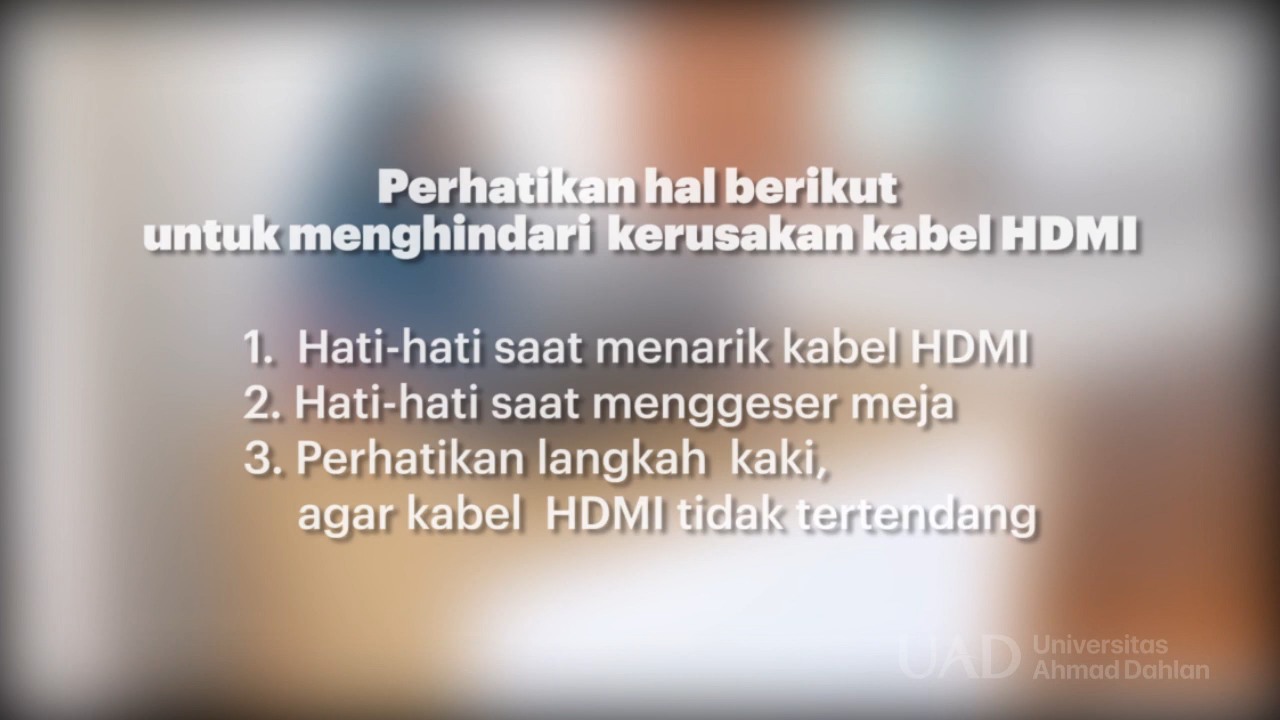 Perhatikan hal berikut
untuk menghindari kerusakan kabel HDMI
1. Hati-hati saat menarik kabel HDMI
2. Hati-hati saat menggeser meja
3. Perhatikan langkah kaki,
agar kabel HDMI tidak tertendang
UAD Universitas
Ahmad Dahlan